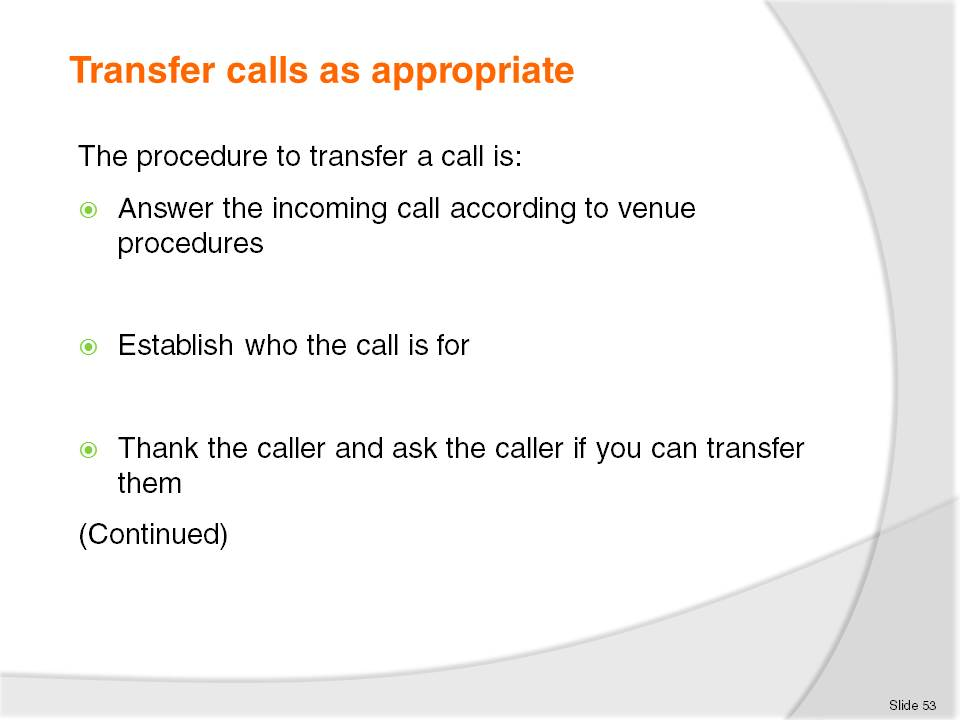 Transfer calls as appropriate
The procedure to transfer a call is:
Answer the incoming call according to venue
procedures
Establish who the call is for
Thank the caller and ask the caller if you can transfer
them
(Continued)
Slide 53